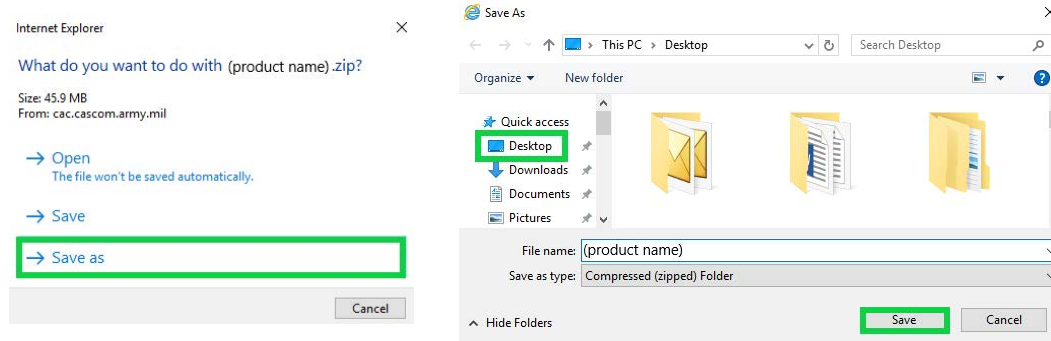 Internet Explorer
What do you want to do with (product name).zip?
Size: 45.9 MB
From: cac.cascom.army.mil
Open
The file won't be saved automatically.
Save
Save as
Cancel
Save As
This PC > Desktop
Search Desktop
Organize
New folder
?
Quick access
Desktop
Downloads
Documents
Pictures
File name: (product name)
Save as type: Compressed (zipped) Folder
Hide Folders
Save
Cancel